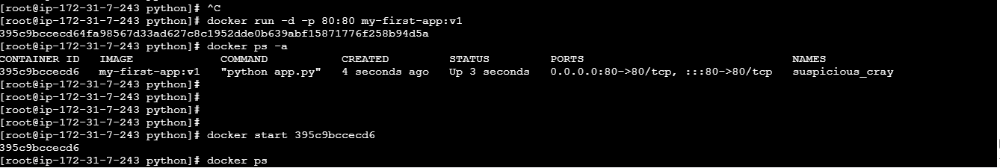 [root@ip-172-31-7-243 python]# ^C
[root@ip-172-31-7-243 python]# docker run -d -p 80:80 my-first-app:v1
395c9bccecd64fa98567d33ad627c8c1952dde0b639abf15871776f258b94d5a
[root@ip-172-31-7-243 python]# docker ps -a
CONTAINER ID   IMAGE             COMMAND           CREATED         STATUS         PORTS                               NAMES
395c9bccecd6   my-first-app:v1   "python app.py"   4 seconds ago   Up 3 seconds   0.0.0.0:80->80/tcp, :::80->80/tcp   suspicious_cray
[root@ip-172-31-7-243 python]#
[root@ip-172-31-7-243 python]#
[root@ip-172-31-7-243 python]#
[root@ip-172-31-7-243 python]#
[root@ip-172-31-7-243 python]# docker start 395c9bccecd6
395c9bccecd6
[root@ip-172-31-7-243 python]# docker ps